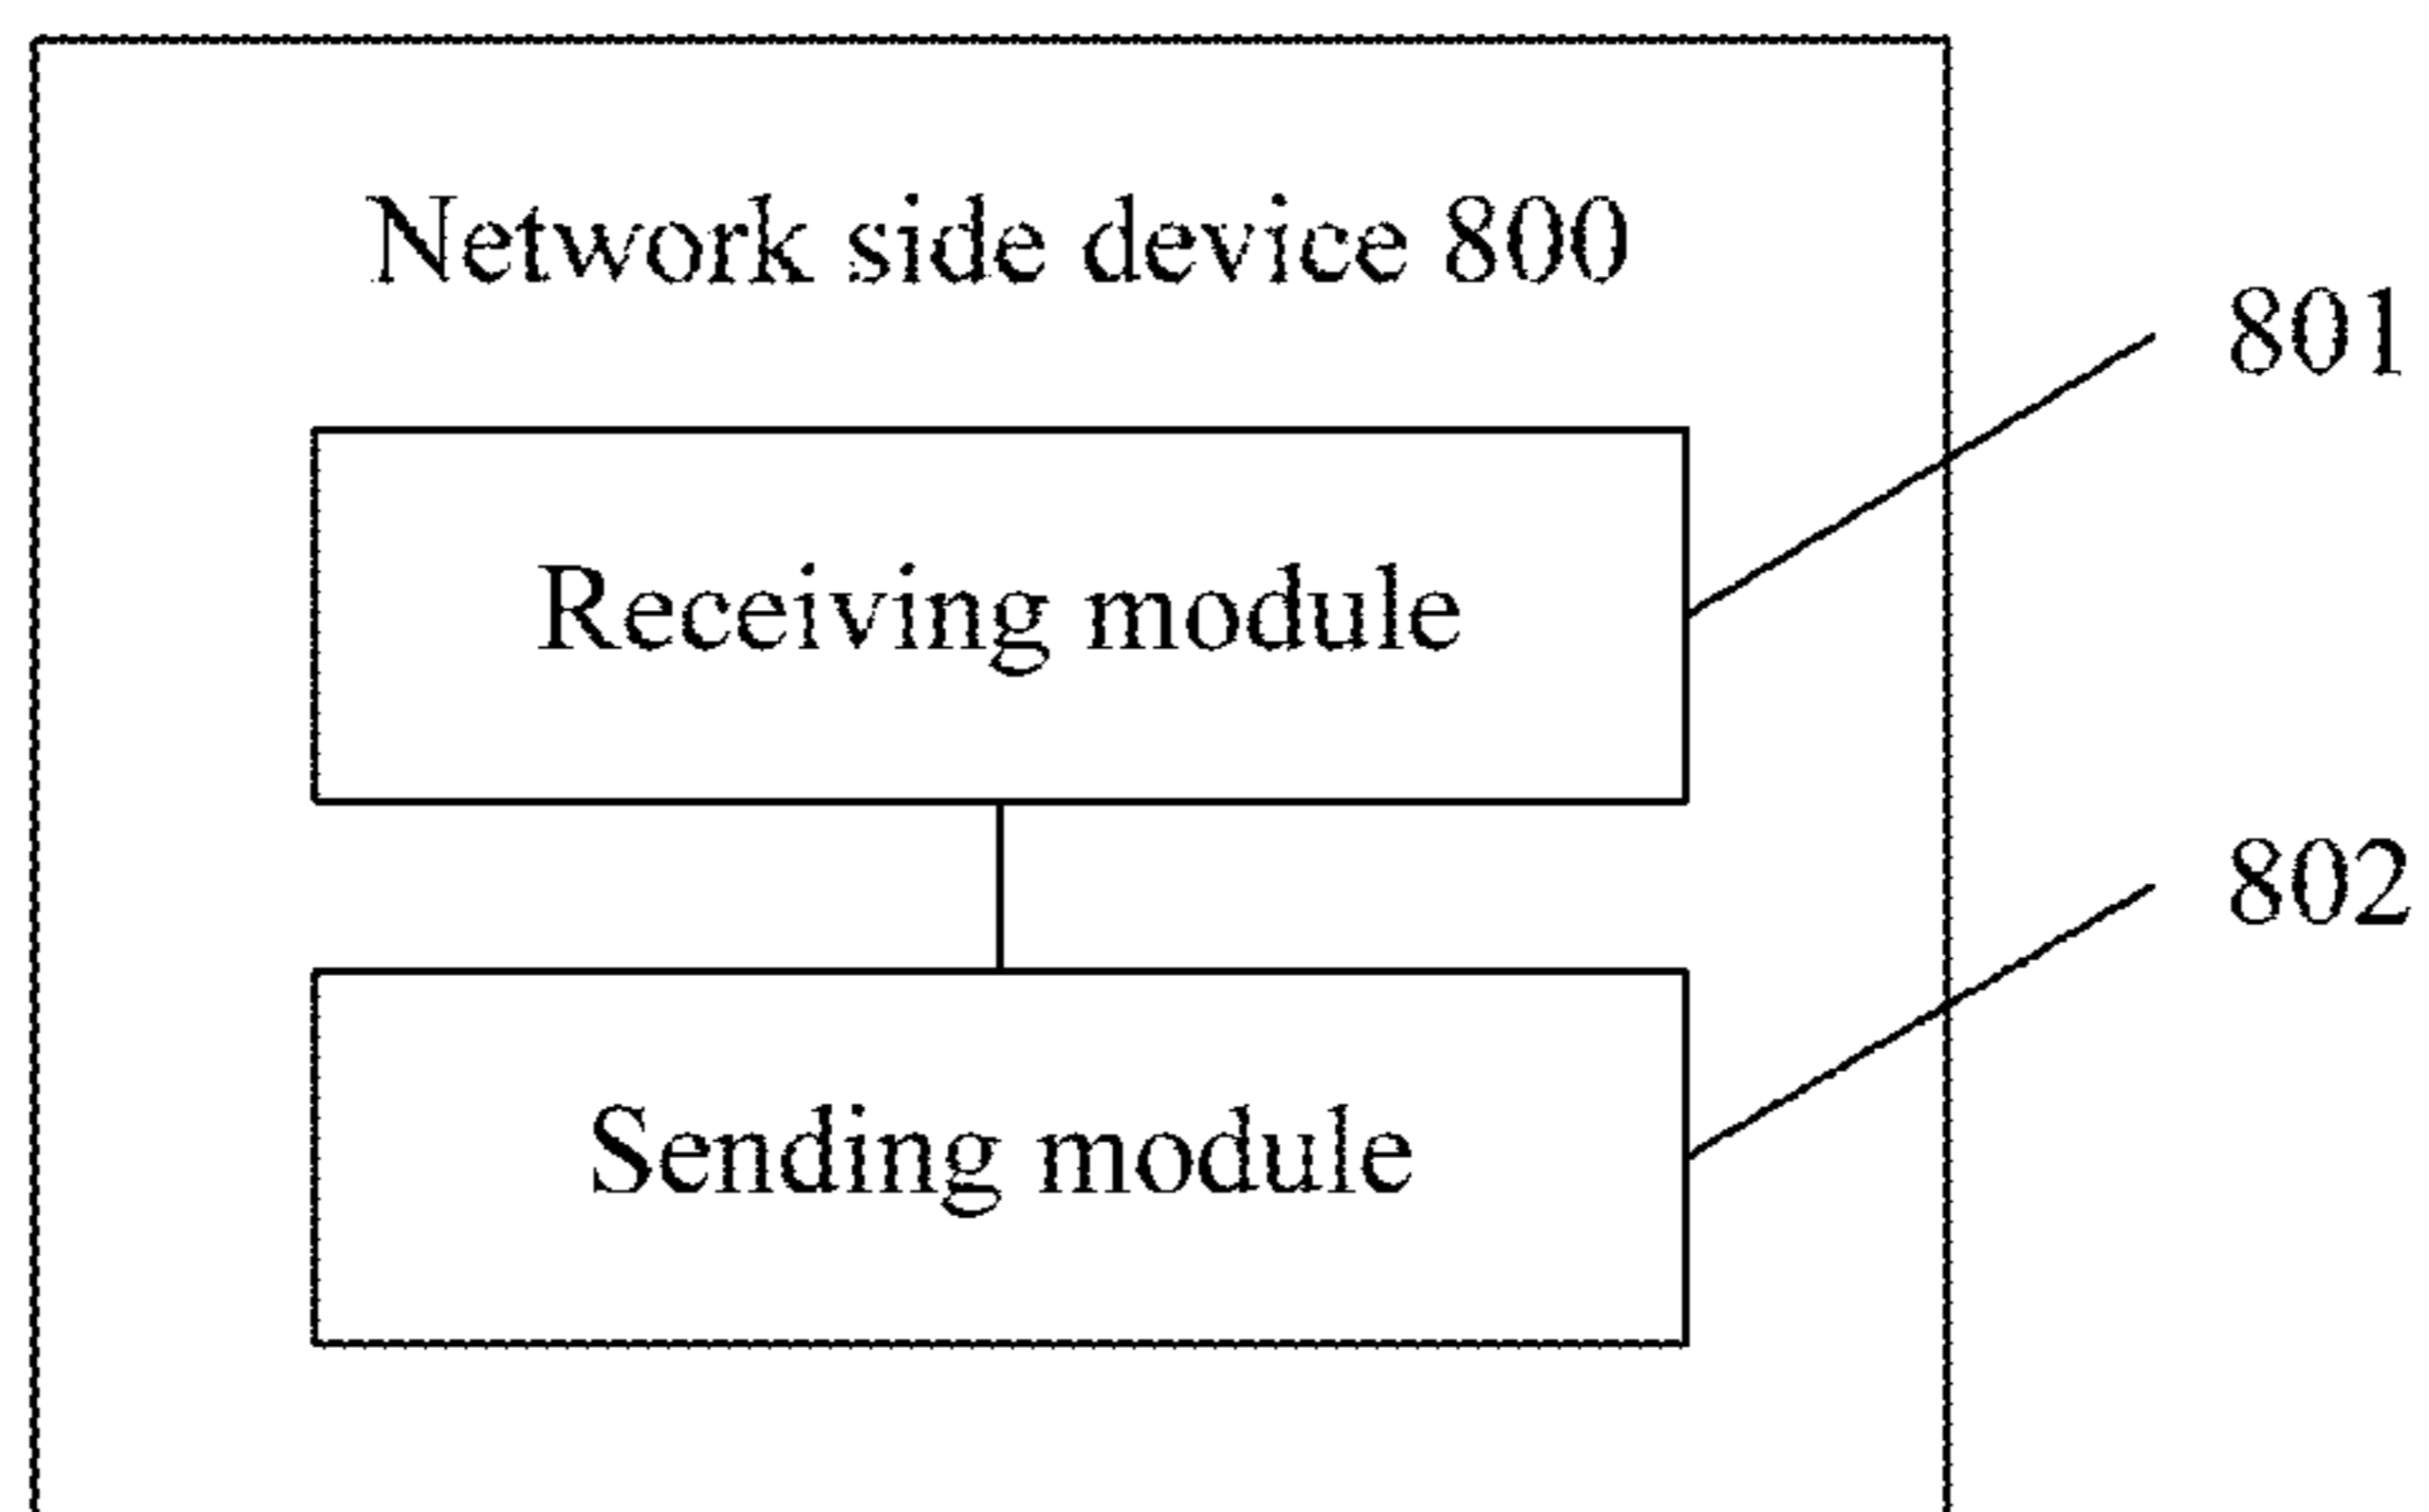 Network side device 800
801
Receiving module
802
Sending module